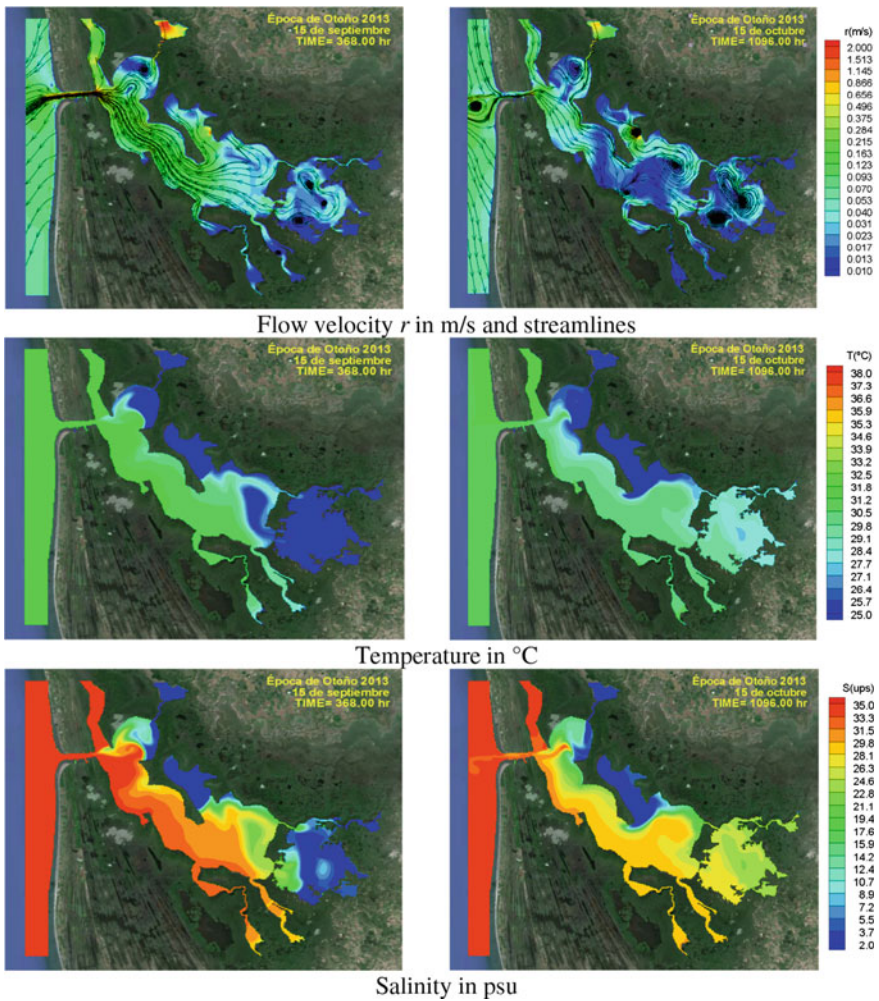 Época de Otoño 2013
15 de septiembre
TIME= 368.00 hr
Época de Otoño 2013
15 de octubre
TIME= 1096.00 hr
r(m/s)
2.000
1.513
1.145
0.866
0.656
0.496
0.375
0.284
0.215
0.163
0.123
0.093
0.070
0.053
0.040
0.031
0.023
0.017
0.013
0.010
Flow velocity r in m/s and streamlines
Época de Otoño 2013
15 de septiembre
TIME= 368.00 hr
Época de Otoño 2013
15 de octubre
TIME= 1096.00 hr
T(ºC)
38.0
37.3
36.6
35.9
35.3
34.6
33.9
33.2
32.5
31.8
31.2
30.5
29.8
29.1
28.4
27.7
27.1
26.4
25.7
25.0
Temperature in °C
Época de Otoño 2013
15 de septiembre
TIME= 368.00 hr
Época de Otoño 2013
15 de octubre
TIME= 1096.00 hr
S(ups)
35.0
33.3
31.5
29.8
28.1
26.3
24.6
22.8
21.1
19.4
17.6
15.9
14.2
12.4
10.7
8.9
7.2
5.5
3.7
2.0
Salinity in psu